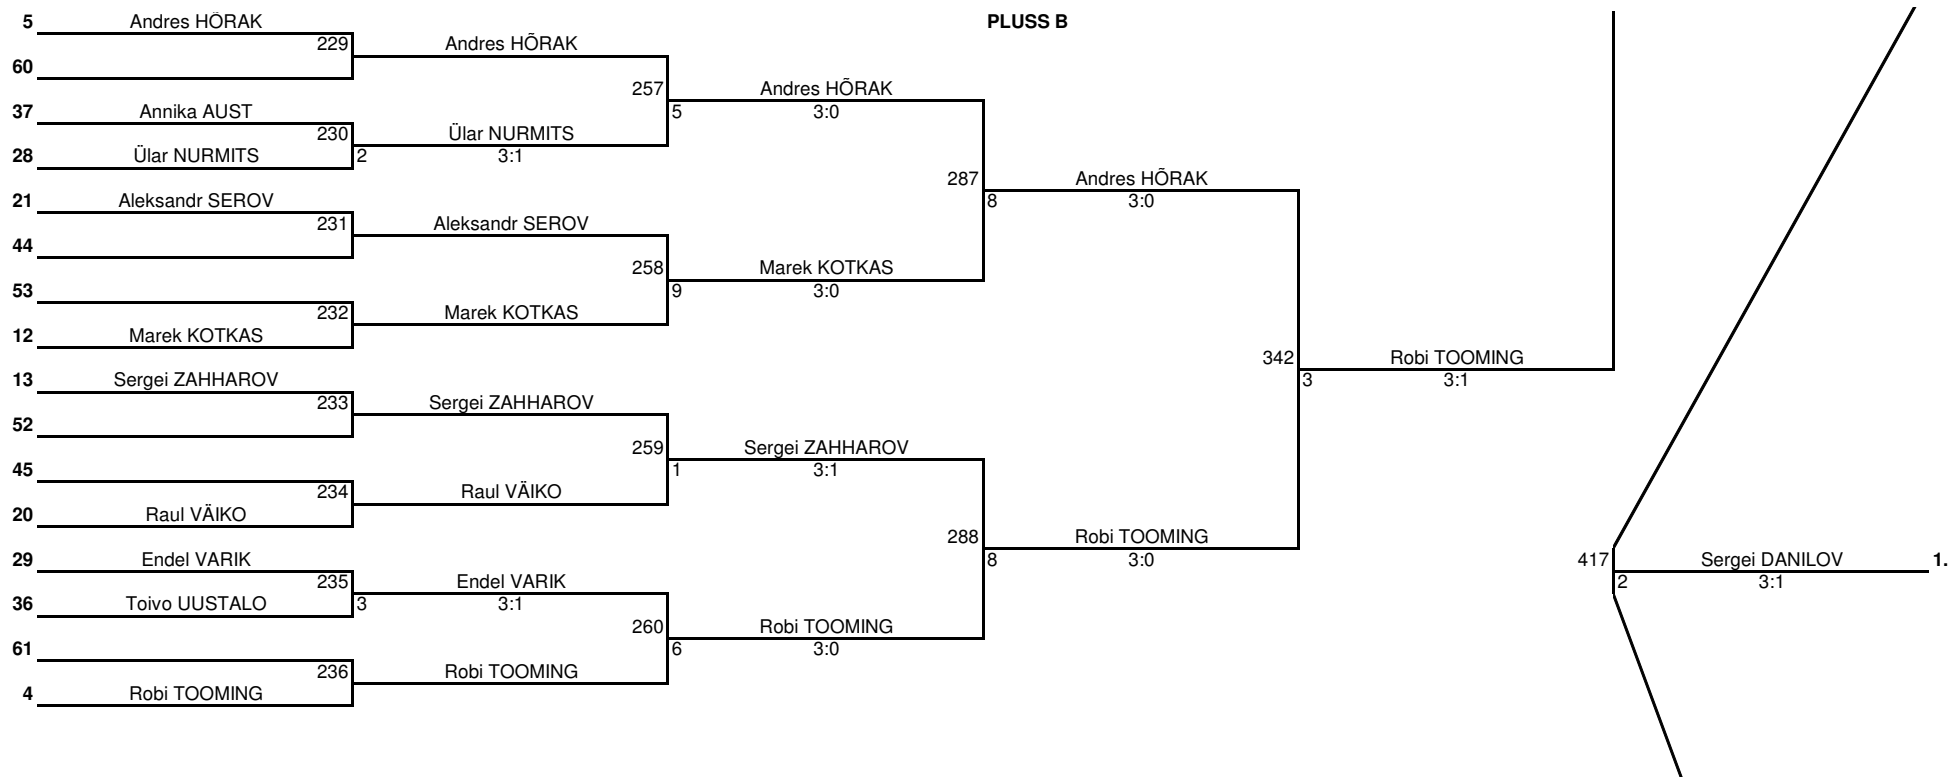 5 Andres HÕRAK PLUSS B
229 Andres HÕRAK
60
257 Andres HÕRAK
37 Annika AUST 5 3:0
230 Ülar NURMITS
28 Ülar NURMITS 2 3:1
287 Andres HÕRAK
21 Aleksandr SEROV 8 3:0
231 Aleksandr SEROV
44
258 Marek KOTKAS
53 9 3:0
232 Marek KOTKAS
12 Marek KOTKAS
342 Robi TOOMING
13 Sergei ZAHHAROV 3 3:1
233 Sergei ZAHHAROV
52
259 Sergei ZAHHAROV
45 1 3:1
234 Raul VÄIKO
20 Raul VÄIKO
288 Robi TOOMING
29 Endel VARIK 8 3:0 417 Sergei DANILOV 1.
235 Endel VARIK 2 3:1
36 Toivo UUSTALO 3 3:1
260 Robi TOOMING
61 6 3:0
236 Robi TOOMING
4 Robi TOOMING